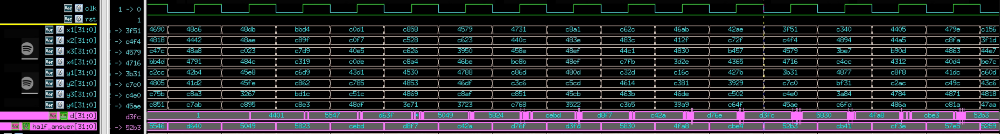 clk 1 -> 0
rst 1
x1[31:0] -> 3f51 4690 48c6 48db bbd4 c0d1 c858 4579 4731 c8a1 c62c 46ab 42ae 3f51 c340 4405 479e c156
x2[31:0] -> c4f4 4818 4442 48ae c89f c0f7 c528 c623 440c 483e 483c 412f c72f c4f4 4894 44a5 c8fa 3f1d
x3[31:0] -> 4579 c47c 48a8 c023 c7d9 40e5 c626 3950 458e 48ef 44c1 4830 b457 4579 3be7 b90d 4863 44e7
x4[31:0] -> 4716 bb4d 4791 484c c319 c0de c8a4 46be bc8b 48ef c7fb 3d2e 4365 4716 c4cc 4312 40d4 be7c
y1[31:0] -> 3b31 c2cc 42b4 45e8 c6d9 43d1 4530 4788 c86d 480d c32d c16c 427b 3b31 4877 c8f8 41dc c60d
y2[31:0] -> c7c0 4805 41d2 45fe c862 c785 4853 46df c3c6 c5cd 4614 c381 3929 c7c0 bf31 c2ac c49c 43c6
y3[31:0] -> c4e0 c75b c8a3 3267 bd1c c51c 4869 c8af c851 45cb 463b 46de c502 c4e0 3a84 4784 4871 4818
y4[31:0] -> 45ae c851 c7ab c895 c8e3 48df 3e71 3723 c768 3522 c3b5 39a9 c64f 45ae c6fd 486a c81a 47aa
d[31:0] d3fc 1 4401 5547 d63f * 5049 5824 cebd d8f7 c42a d76e d3fc 5830 4fa8 cbe3 52b3
half_answer[31:0] -> 52b3 5546 d640 5049 5823 cebd d8f7 c42a d76f d3fd 5830 4fa8 cbe4 52b3 cb41 cf3e 57e5 5259